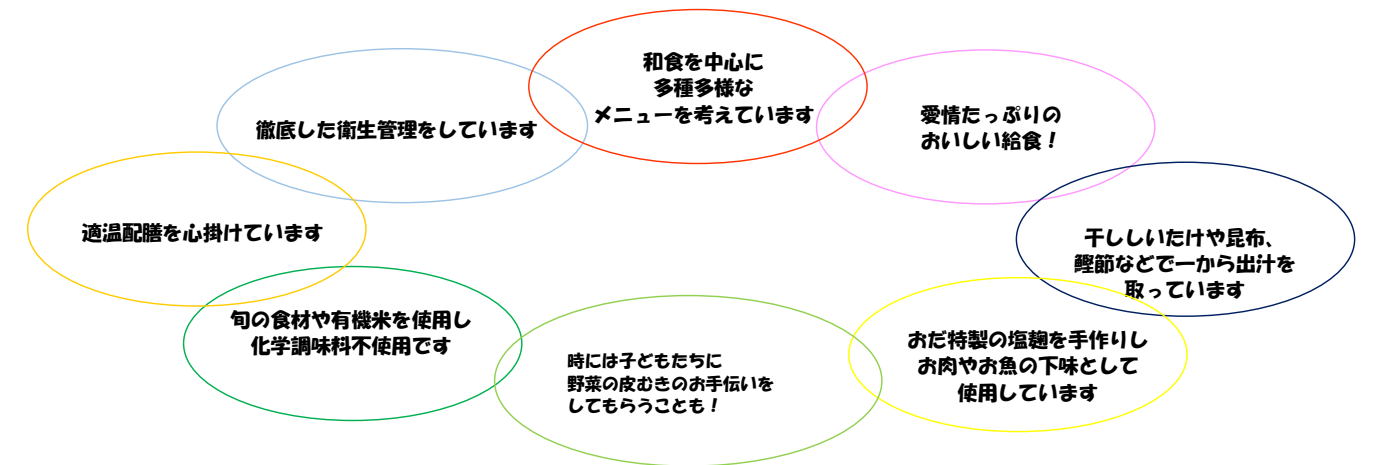 和食を中心に
多種多様な
メニューを考えています
徹底した衛生管理をしています
愛情たっぷりの
おいしい給食！
適温配膳を心掛けています
干ししいたけや昆布、
鰹節などで一から出汁を
取っています
旬の食材や有機米を使用し
化学調味料不使用です
時には子どもたちに
野菜の皮むきのお手伝いを
してもらうことも！
おだ特製の塩麹を手作りし
お肉やお魚の下味として
使用しています